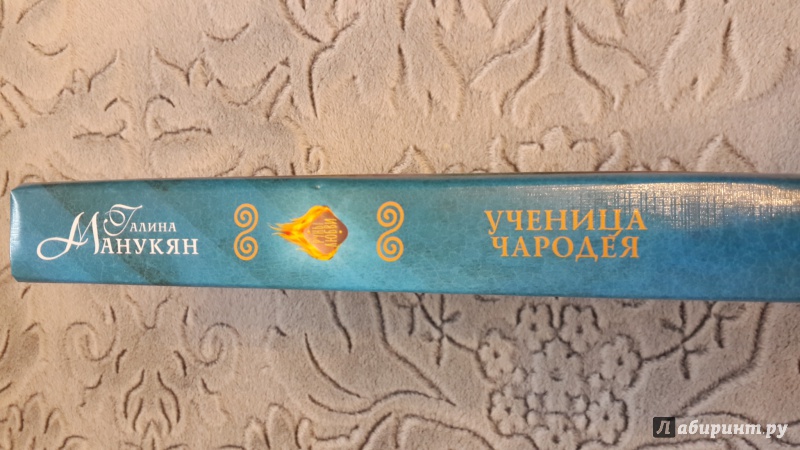 Галина
Манукян
УЧЕНИЦА
ЧАРОДЕЯ
Лабиринт.ру